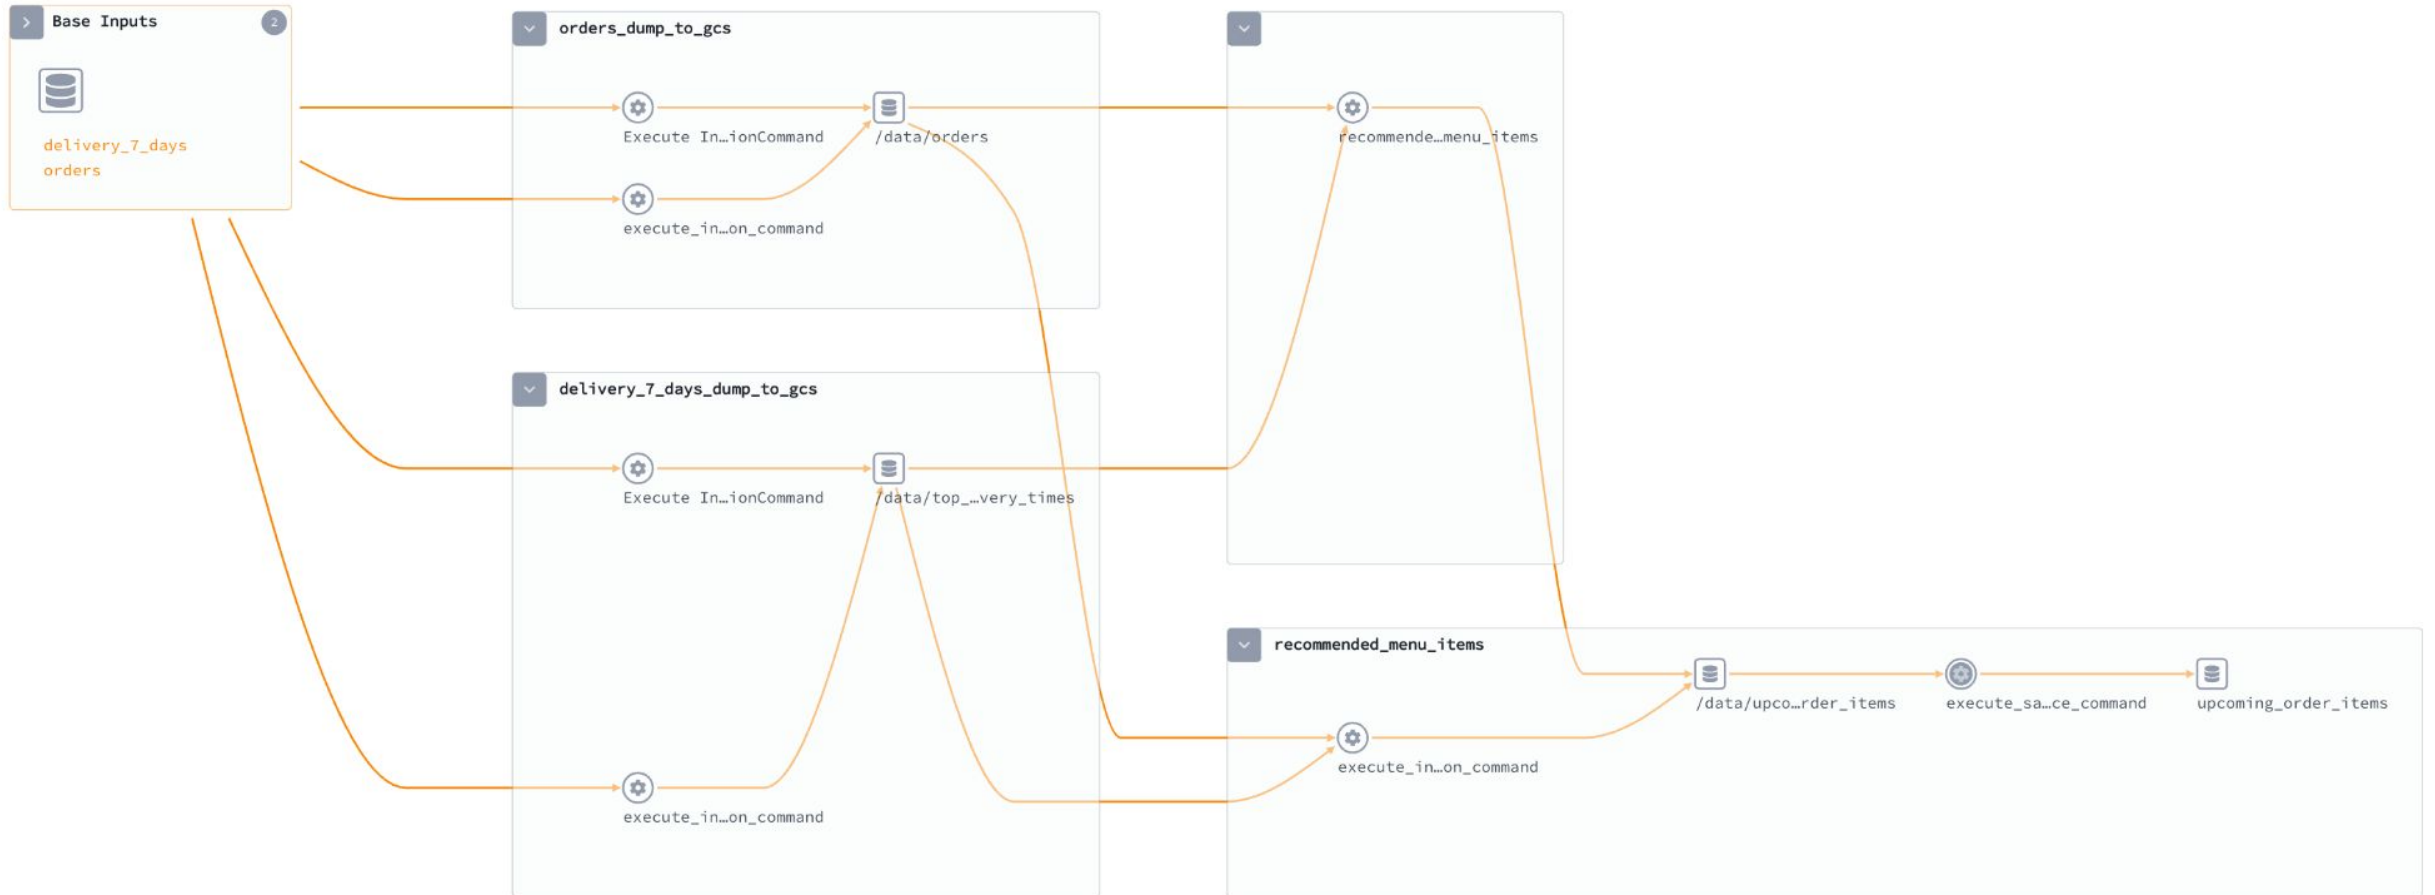 Base Inputs
2
delivery_7_days
orders
orders_dump_to_gcs
Execute In…ionCommand
/data/orders
execute_in…on_command
recommende…menu_items
delivery_7_days_dump_to_gcs
Execute In…ionCommand
/data/top_…very_times
execute_in…on_command
recommended_menu_items
/data/upco…rder_items
execute_sa…ce_command
upcoming_order_items
execute_in…on_command